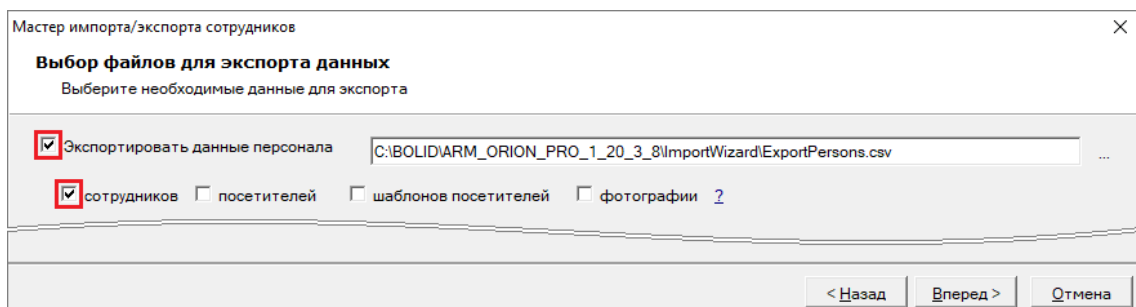 Мастер импорта/экспорта сотрудников
Выбор файлов для экспорта данных
Выберите необходимые данные для экспорта
Экспортировать данные персонала C:\BOLID\ARM_ORION_PRO_1_20_3_8\ImportWizard\ExportPersons.csv ...
сотрудников посетителей шаблонов посетителей фотографии ?
< Назад Вперед > Отмена